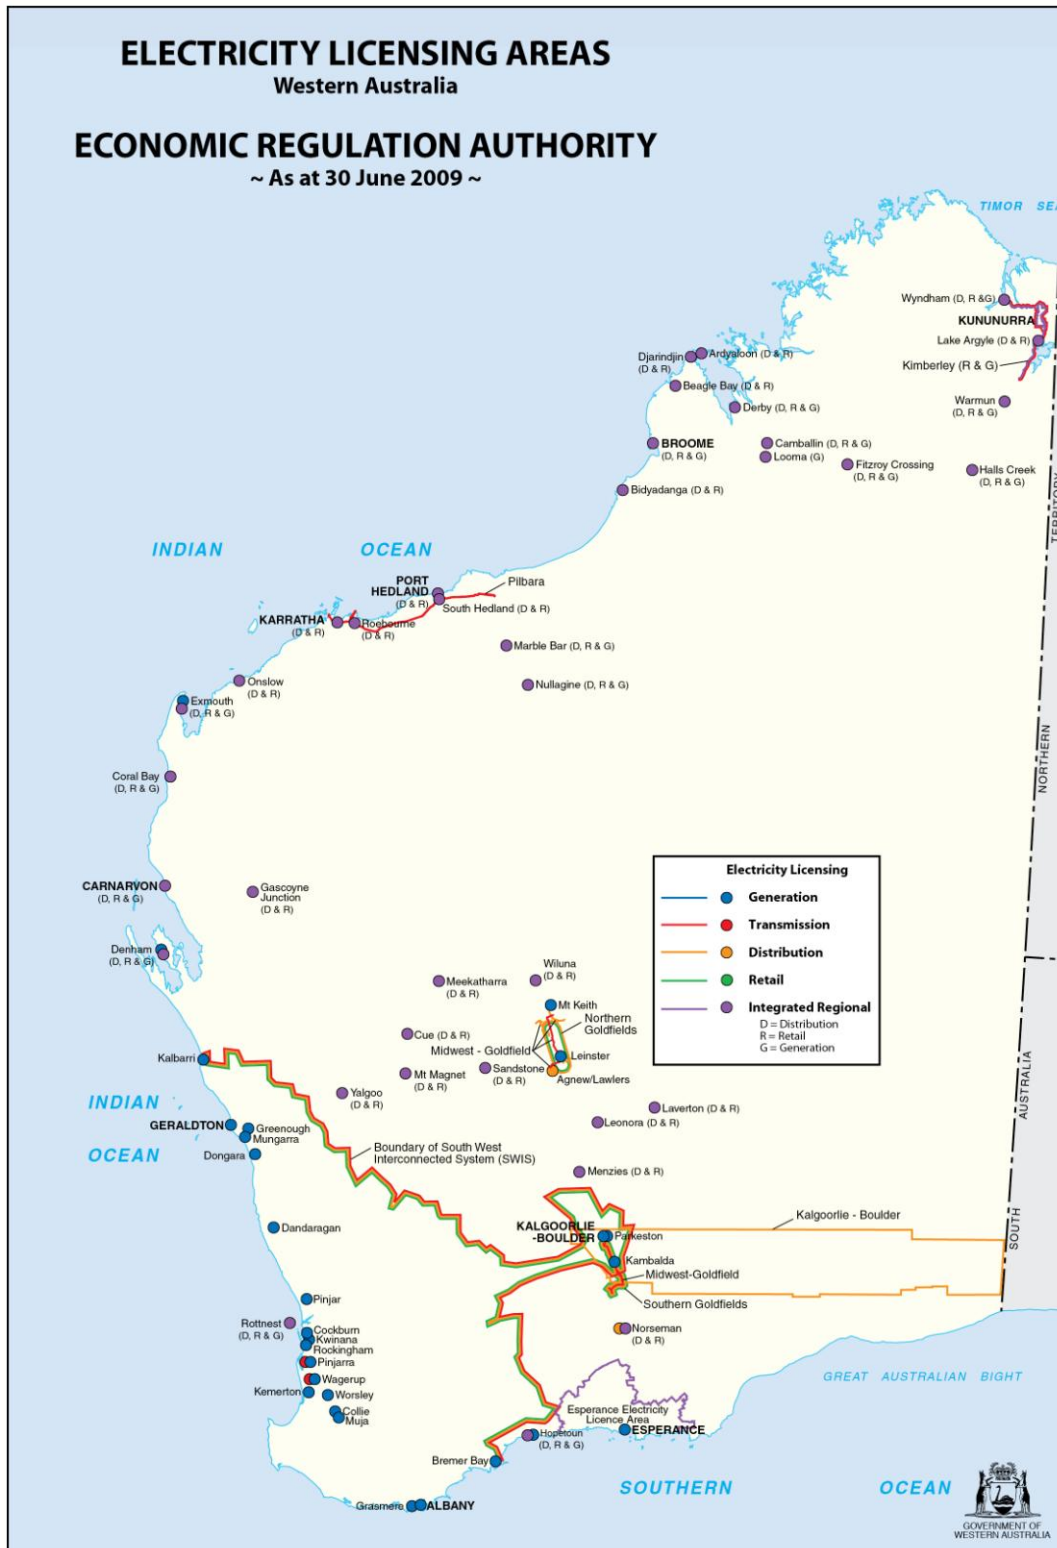 ELECTRICITY LICENSING AREAS
Western Australia
ECONOMIC REGULATION AUTHORITY
~ As at 30 June 2009 ~
TIMOR SEA
Wyndham (D, R &G)
KUNUNURRA
Lake Argyle (D & R)
Kimberley (R & G)
Djarindjin
(D & R)
Ardyaloon (D & R)
Beagle Bay (D & R)
Derby (D, R & G)
Warmun
(D, R & G)
BROOME
(D, R & G)
Camballin (D, R & G)
Looma (G)
Fitzroy Crossing
(D, R & G)
Halls Creek
(D, R & G)
Bidyadanga (D & R)
INDIAN OCEAN
PORT
HEDLAND
(D & R)
Pilbara
South Hedland (D & R)
KARRATHA
(D & R)
Roebourne
(D & R)
Marble Bar (D, R & G)
Nullagine (D, R & G)
Onslow
(D & R)
Exmouth
(D, R & G)
Coral Bay
(D, R & G)
NORTHERN TERRITORY
CARNARVON
(D, R & G)
Gascoyne
Junction
(D & R)
Denham
(D, R & G)
Electricity Licensing
Generation
Transmission
Distribution
Retail
Integrated Regional
D = Distribution
R = Retail
G = Generation
Wiluna
(D & R)
Meekatharra
(D & R)
Mt Keith
Northern
Goldfields
Cue (D & R)
Midwest - Goldfield
Leinster
Sandstone
(D & R)
Agnew/Lawlers
Mt Magnet
(D & R)
Kalbarri
Yalgoo
(D & R)
INDIAN
OCEAN
GERALDTON
Greenough
Mungarra
Dongara
Laverton (D & R)
Leonora (D & R)
Boundary of South West
Interconnected System (SWIS)
Menzies (D & R)
SOUTH AUSTRALIA
Kalgoorlie - Boulder
KALGOORLIE
-BOULDER
Parkeston
Dandaragan
Kambalda
Midwest-Goldfield
Southern Goldfields
Pinjar
Rottnest
(D, R & G)
Cockburn
Kwinana
Rockingham
Norseman
(D & R)
Pinjarra
Wagerup
Kemerton
Worsley
Collie
Muja
GREAT AUSTRALIAN BIGHT
Esperance Electricity
Licence Area
ESPERANCE
Hopetoun
(D, R & G)
Bremer Bay
SOUTHERN OCEAN
Grasmere
ALBANY
GOVERNMENT OF
WESTERN AUSTRALIA